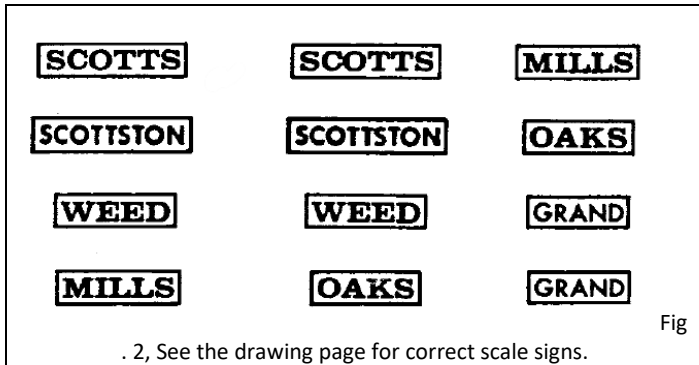 SCOTTS SCOTTS MILLS
SCOTTSTON SCOTTSTON OAKS
WEED WEED GRAND
MILLS OAKS GRAND
Fig
. 2, See the drawing page for correct scale signs.